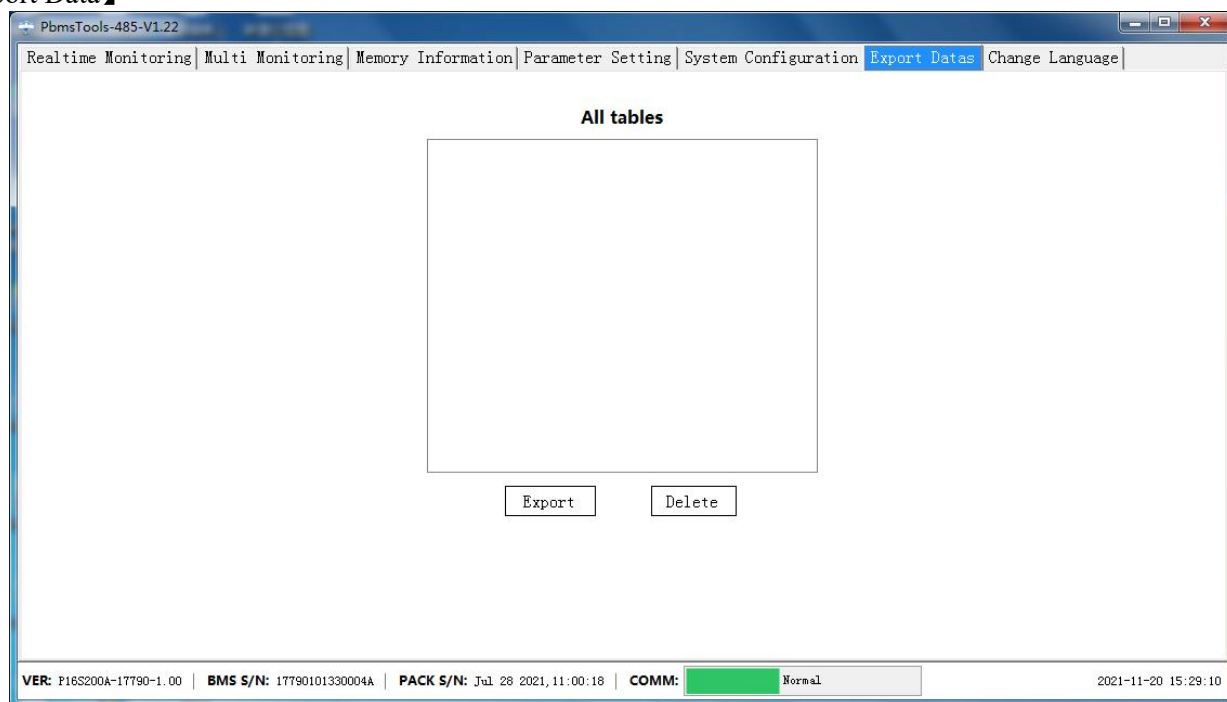 port Data】
PbmsTools-485-V1.22
Realtime Monitoring Multi Monitoring Memory Information Parameter Setting System Configuration Export Datas Change Language
All tables
Export Delete
VER: P16S200A-17790-1.00 | BMS S/N: 17790101330004A | PACK S/N: Jul 28 2021,11:00:18 | COMM: Normal 2021-11-20 15:29:10